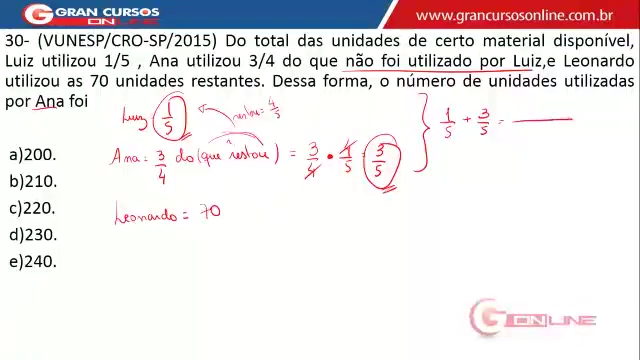 GRAN CURSOS
ONLINE
www.grancursosonline.com.br
30- (VUNESP/CRO-SP/2015) Do total das unidades de certo material disponível,
Luiz utilizou 1/5 , Ana utilizou 3/4 do que não foi utilizado por Luiz,e Leonardo
utilizou as 70 unidades restantes. Dessa forma, o número de unidades utilizadas
por Ana foi
Luiz 1/5 restou = 4/5
Ana = 3/4 do (que restou) = 3/4 • 4/5 = 3/5
1/5 + 3/5 =
Leonardo = 70
a)200.
b)210.
c)220.
d)230.
e)240.
G ONLINE